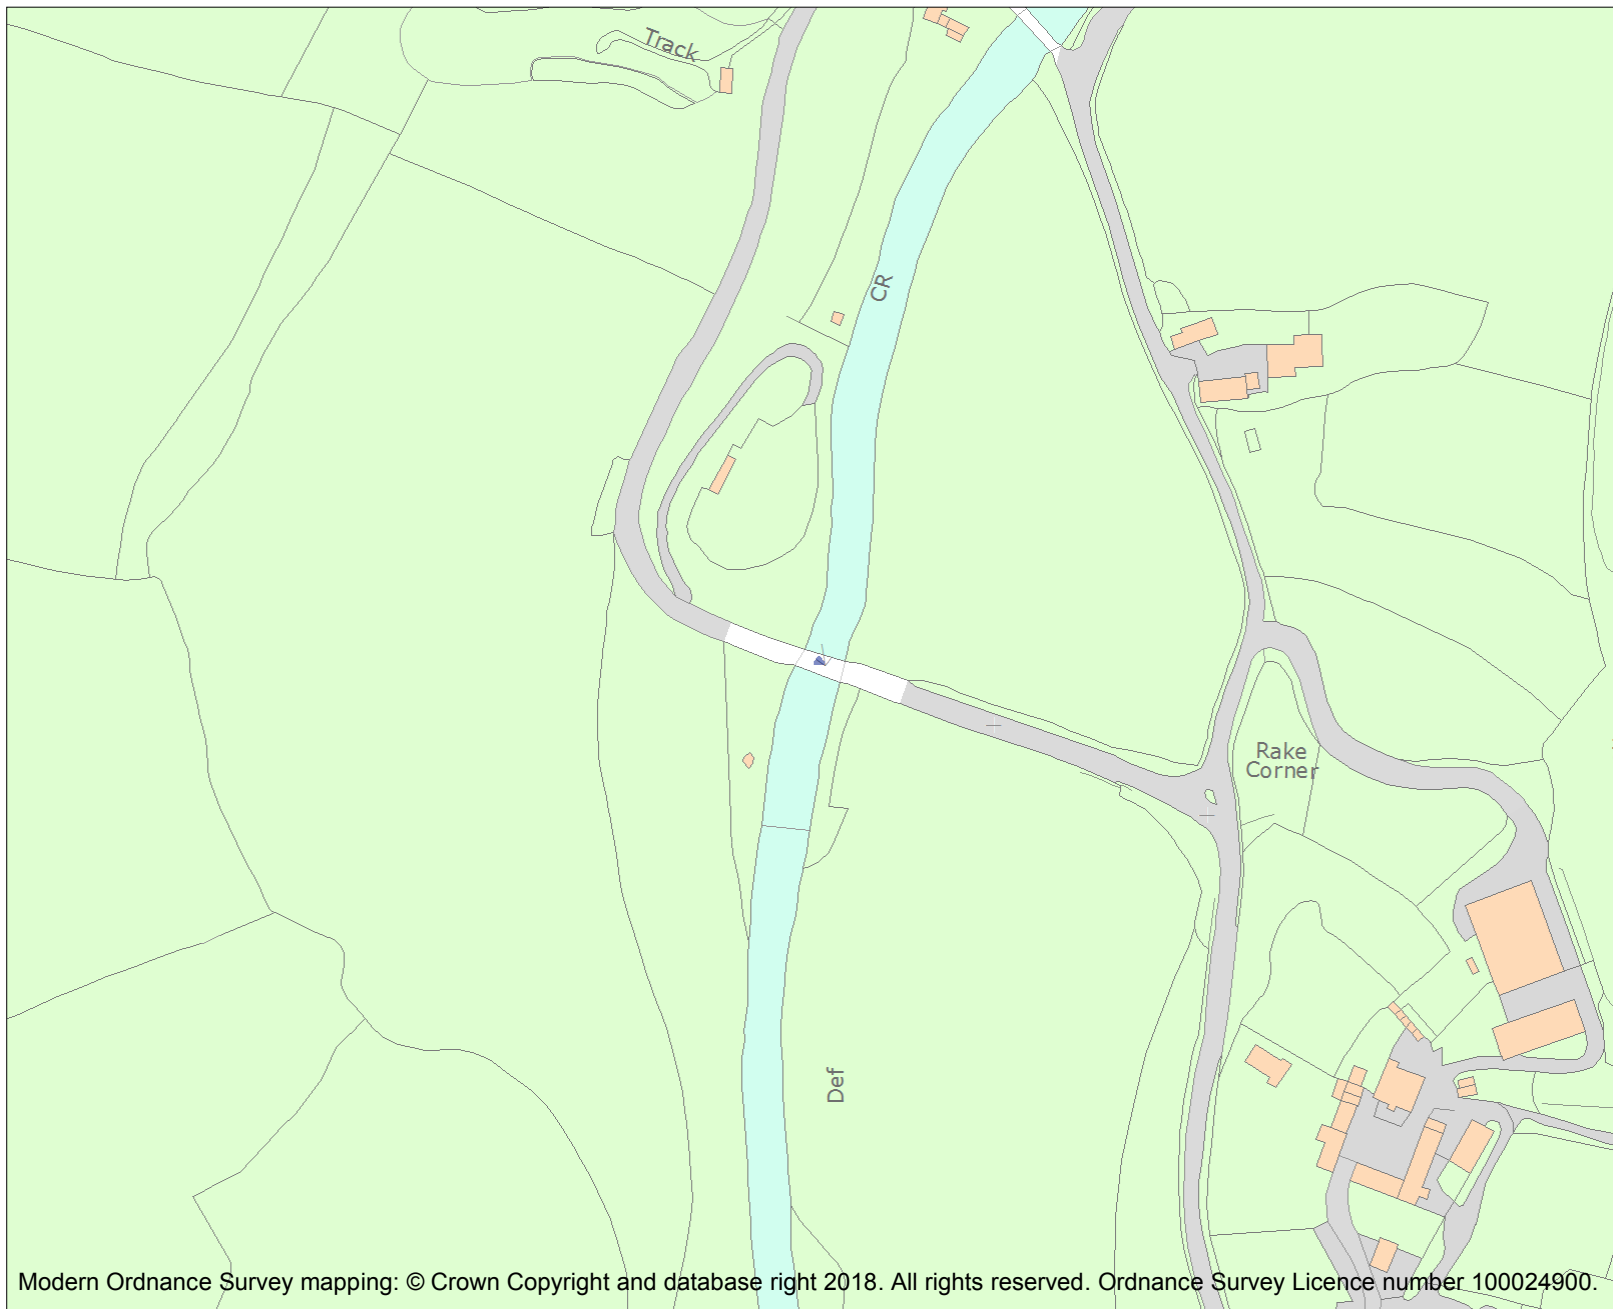 Track
CR
Rake
Corner
Def
Modern Ordnance Survey mapping: © Crown Copyright and database right 2018. All rights reserved. Ordnance Survey Licence number 100024900.